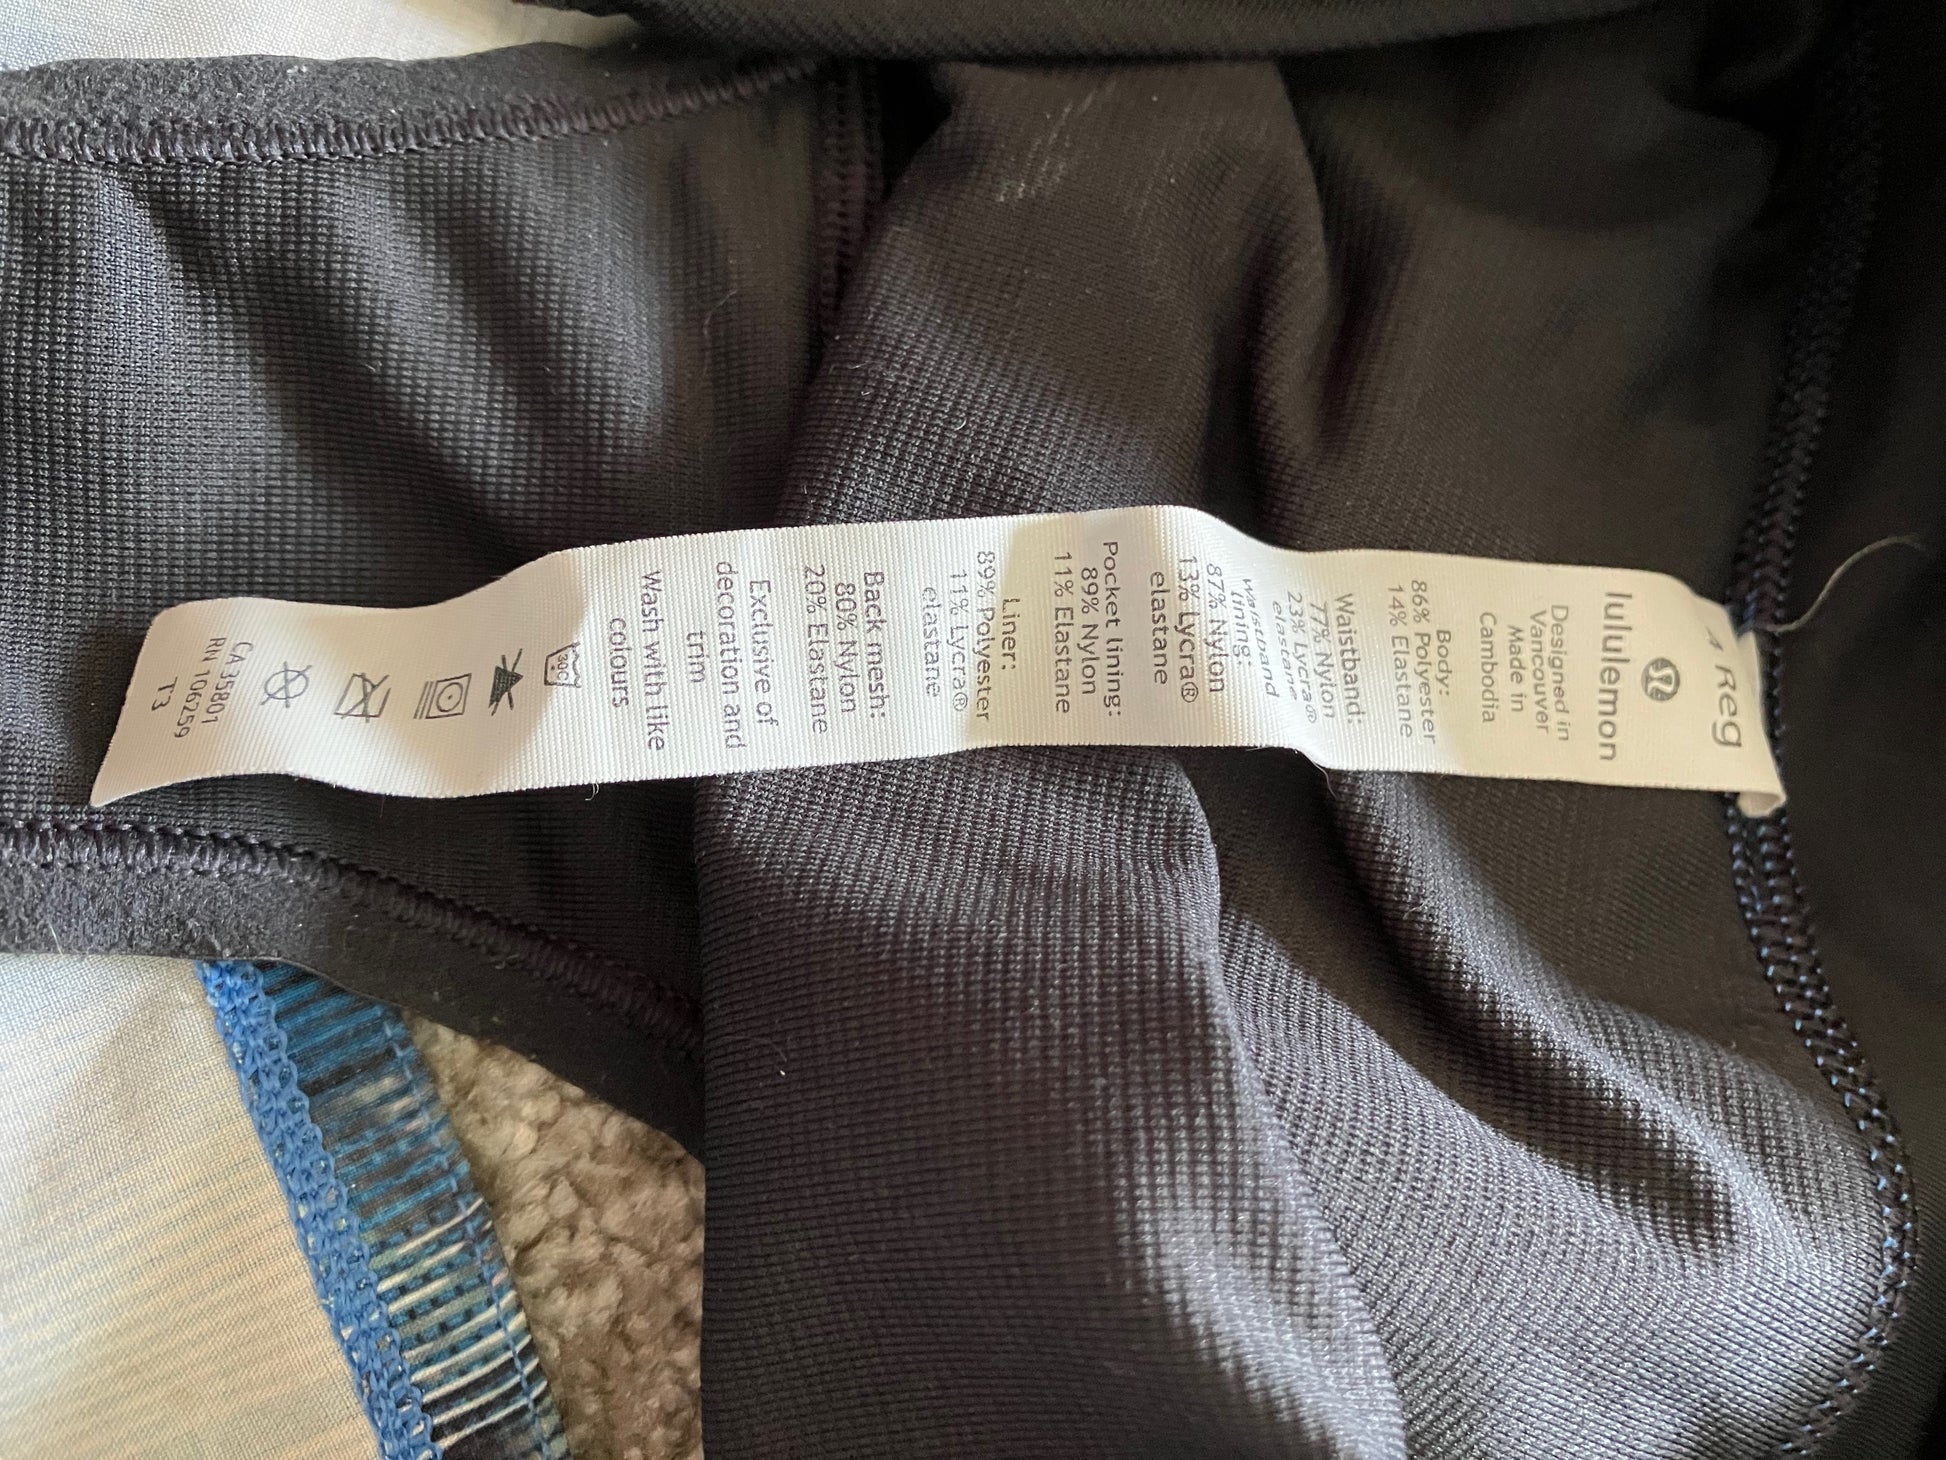 4 Reg
lululemon
Designed in
Vancouver
Made in
Cambodia
Body:
86% Polyester
14% Elastane
Waistband:
77% Nylon
23% Lycra®
elastane
Waistband
lining:
87% Nylon
13% Lycra®
elastane
Pocket lining:
89% Nylon
11% Elastane
Liner:
89% Polyester
11% Lycra®
elastane
Back mesh:
80% Nylon
20% Elastane
Exclusive of
decoration and
trim
Wash with like
colours
30C
CA 35801
RN 106259
T3